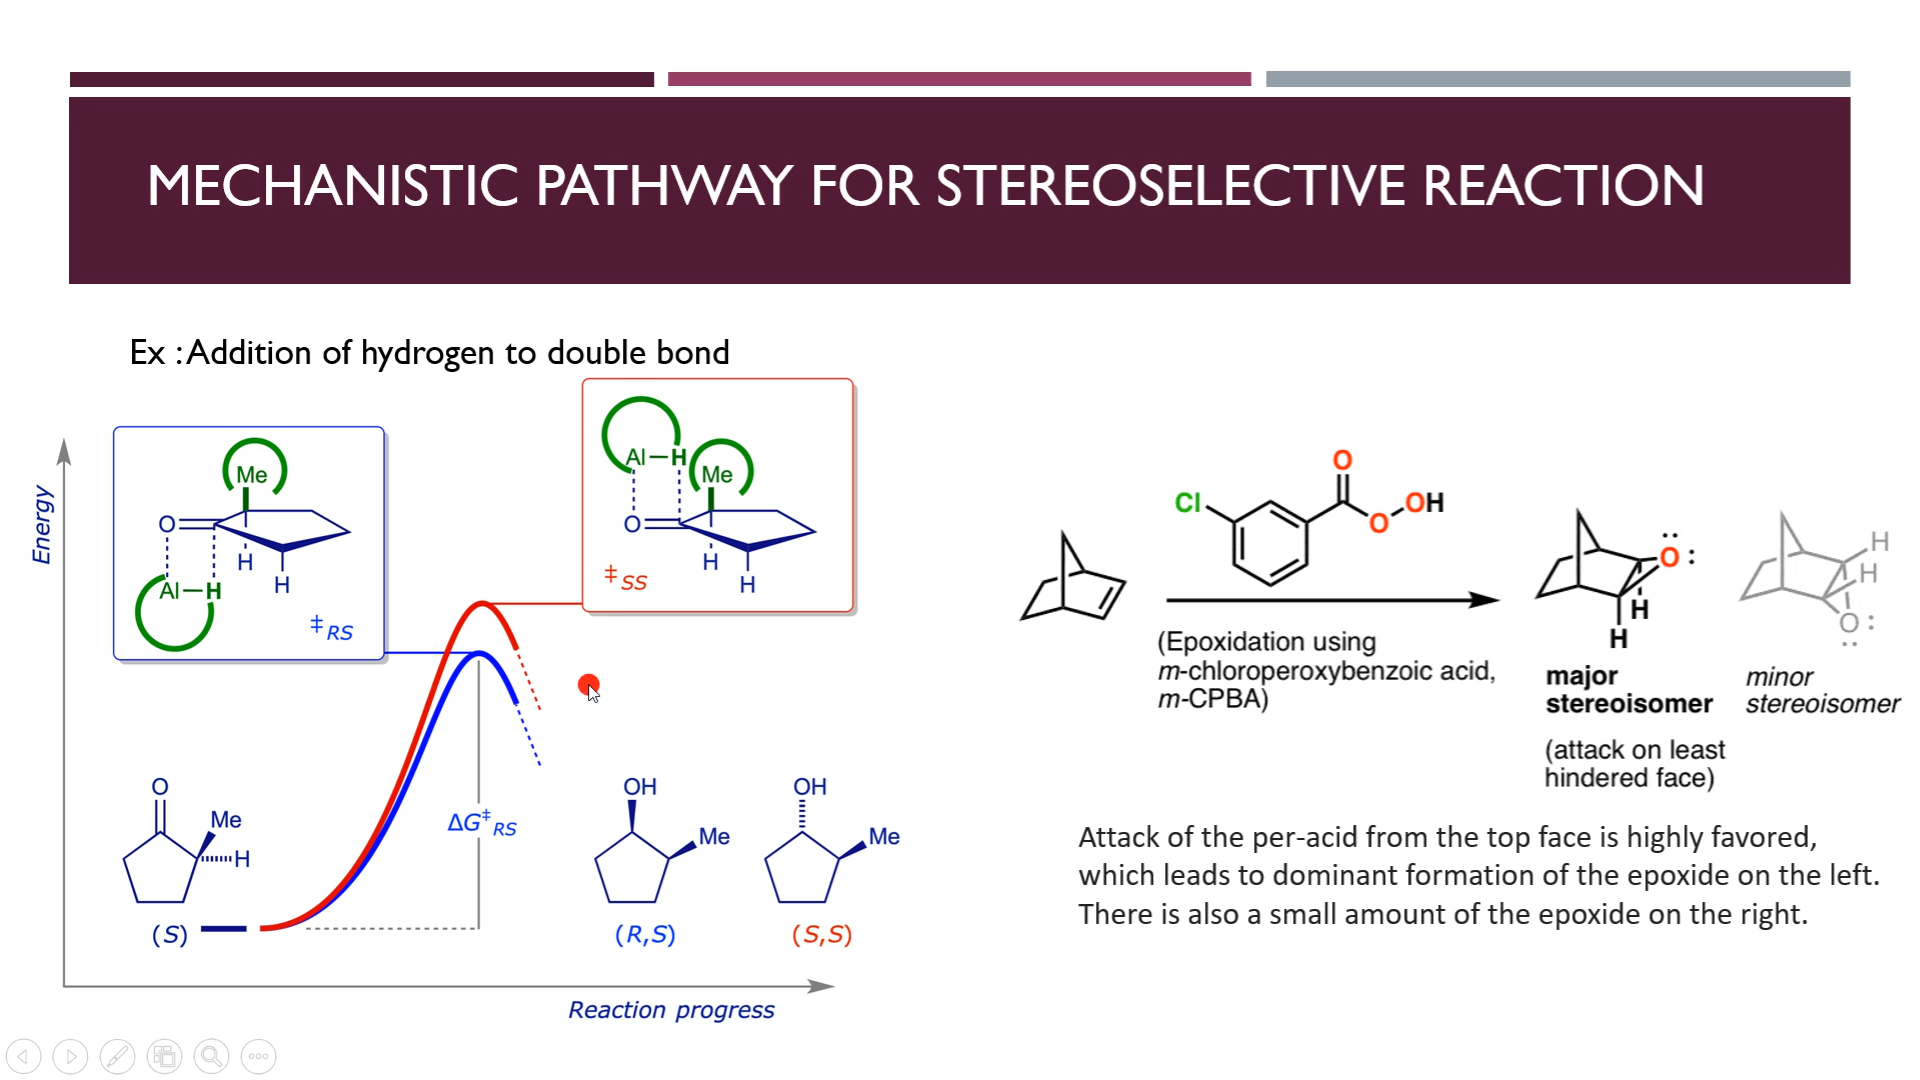 MECHANISTIC PATHWAY FOR STEREOSELECTIVE REACTION
Ex : Addition of hydrogen to double bond
Energy
Me
O
H
H
Al–H
‡RS
Al–H
Me
O
H
H
‡SS
ΔG‡RS
O
Me
H
(S)
OH
Me
(R,S)
OH
Me
(S,S)
Reaction progress
O
Cl
OH
O
(Epoxidation using
m-chloroperoxybenzoic acid,
m-CPBA)
O
H
H
major
stereoisomer
(attack on least
hindered face)
H
H
O
minor
stereoisomer
Attack of the per-acid from the top face is highly favored,
which leads to dominant formation of the epoxide on the left.
There is also a small amount of the epoxide on the right.